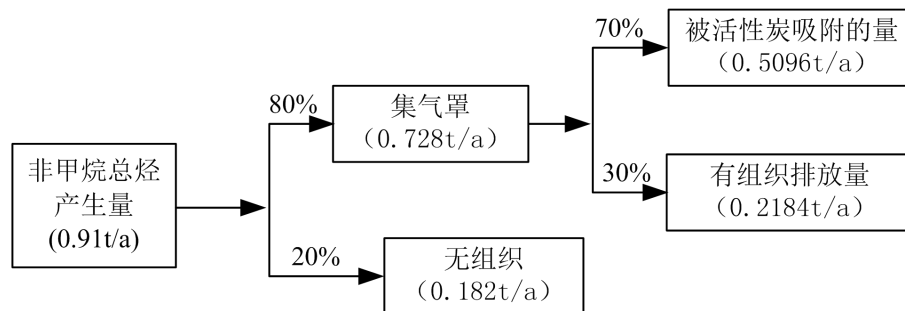 非甲烷总烃
产生量
(0.91t/a)
80%
集气罩
（0.728t/a）
70%
被活性炭吸附的量
（0.5096t/a）
30%
有组织排放量
（0.2184t/a）
20%
无组织
（0.182t/a）